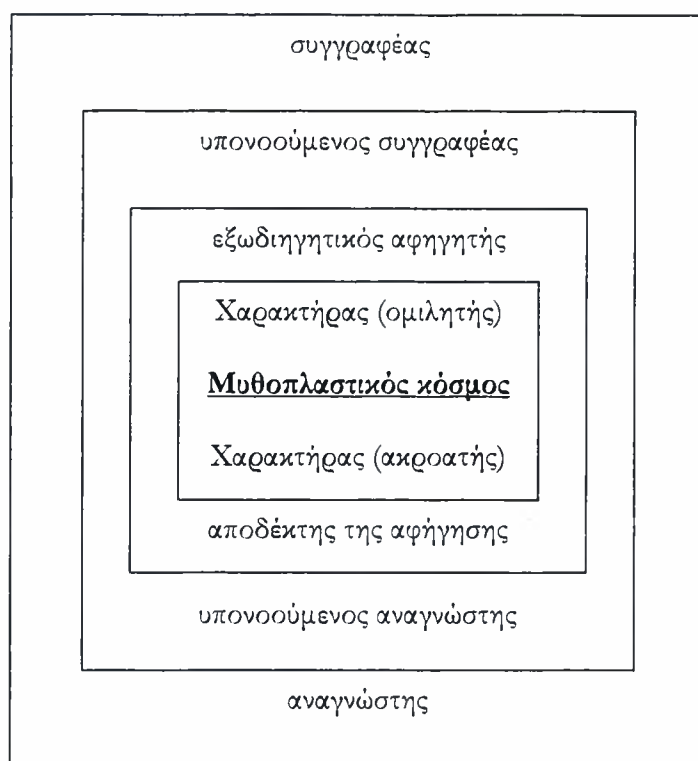 συγγραφέας
υπονοούμενος συγγραφέας
εξωδιηγητικός αφηγητής
Χαρακτήρας (ομιλητής)
Μυθοπλαστικός κόσμος
Χαρακτήρας (ακροατής)
αποδέκτης της αφήγησης
υπονοούμενος αναγνώστης
αναγνώστης